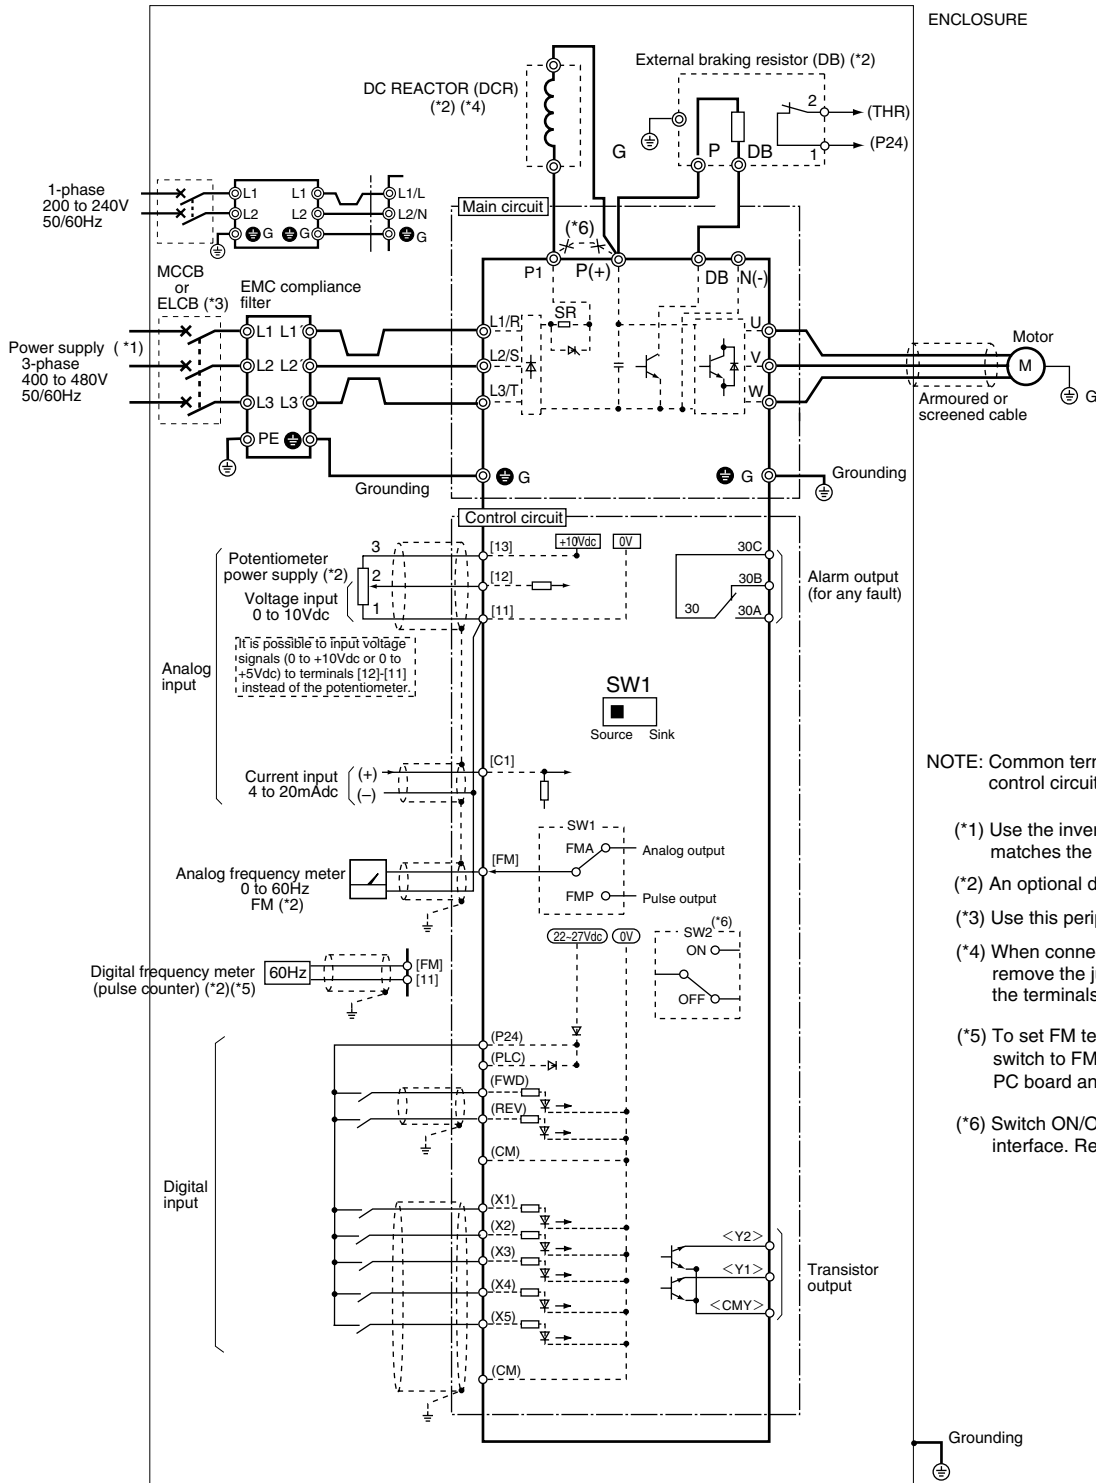 ENCLOSURE
External braking resistor (DB) (*2)
DC REACTOR (DCR)
(*2) (*4)
2
(THR)
G
P
DB
1
(P24)
1-phase
200 to 240V
50/60Hz
L1
L1
L1/L
L2
L2
L2/N
G
G
G
Main circuit
(*6)
P1
P(+)
DB
N(-)
MCCB
or
ELCB (*3)
EMC compliance
filter
SR
L1
L1´
L1/R
U
Power supply (*1)
3-phase
400 to 480V
50/60Hz
L2
L2´
L2/S
V
Motor
M
L3
L3´
L3/T
W
Armoured or
screened cable
G
PE
G
G
Grounding
Grounding
Control circuit
Analog
input
Potentiometer
power supply (*2)
Voltage input
0 to 10Vdc
3
2
1
[13]
[12]
[11]
+10Vdc
0V
30C
30B
30
30A
Alarm output
(for any fault)
It is possible to input voltage
signals (0 to +10Vdc or 0 to
+5Vdc) to terminals [12]-[11]
instead of the potentiometer.
SW1
Source
Sink
Current input
4 to 20mAdc
(+)
(–)
[C1]
SW1
FMA
Analog output
FMP
Pulse output
Analog frequency meter
0 to 60Hz
FM (*2)
[FM]
22~27Vdc
0V
SW2
(*6)
ON
OFF
Digital frequency meter
(pulse counter) (*2)(*5)
60Hz
[FM]
[11]
Digital
input
(P24)
(PLC)
(FWD)
(REV)
(CM)
(X1)
(X2)
(X3)
(X4)
(X5)
(CM)
<Y2>
<Y1>
<CMY>
Transistor
output
Grounding
NOTE: Common tern
control circuit
(*1) Use the inver
matches the
(*2) An optional d
(*3) Use this perip
(*4) When conne
remove the ju
the terminals
(*5) To set FM te
switch to FM
PC board an
(*6) Switch ON/O
interface. Re